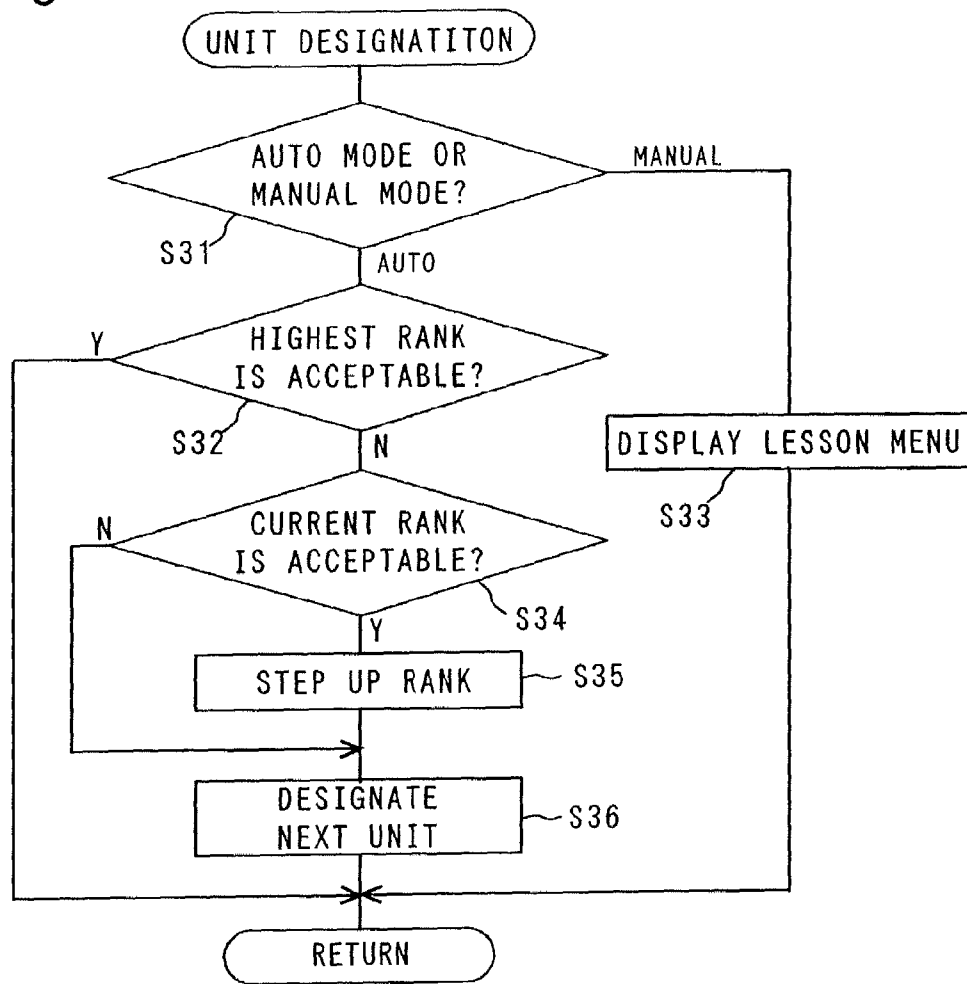 UNIT DESIGNATITON
AUTO MODE OR
MANUAL MODE?
MANUAL
S31
AUTO
Y
HIGHEST RANK
IS ACCEPTABLE?
S32
N
DISPLAY LESSON MENU
S33
N
CURRENT RANK
IS ACCEPTABLE?
S34
Y
STEP UP RANK
S35
DESIGNATE
NEXT UNIT
S36
RETURN